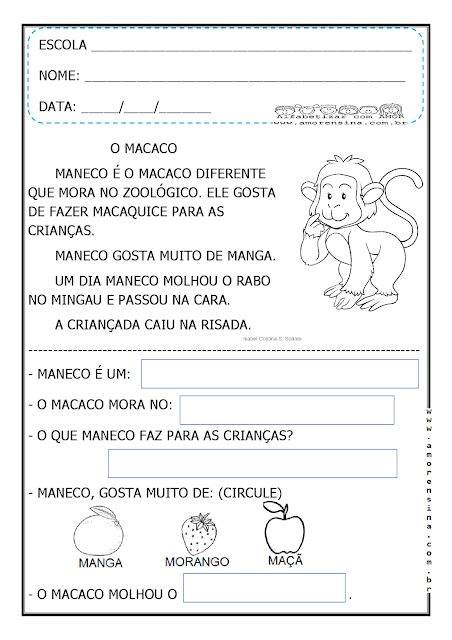 ESCOLA ________________________________________
NOME: ________________________________________
DATA: _____/____/_______
Alfabetizar com AMOR
www.amorensina.com.br
O MACACO
MANECO É O MACACO DIFERENTE
QUE MORA NO ZOOLÓGICO. ELE GOSTA
DE FAZER MACAQUICE PARA AS
CRIANÇAS.
MANECO GOSTA MUITO DE MANGA.
UM DIA MANECO MOLHOU O RABO
NO MINGAU E PASSOU NA CARA.
A CRIANÇADA CAIU NA RISADA.
Isabel Cristina S. Soares
- MANECO É UM:
- O MACACO MORA NO:
- O QUE MANECO FAZ PARA AS CRIANÇAS?
- MANECO, GOSTA MUITO DE: (CIRCULE)
MANGA MORANGO MAÇÃ
- O MACACO MOLHOU O .
www.amorensina.com.br